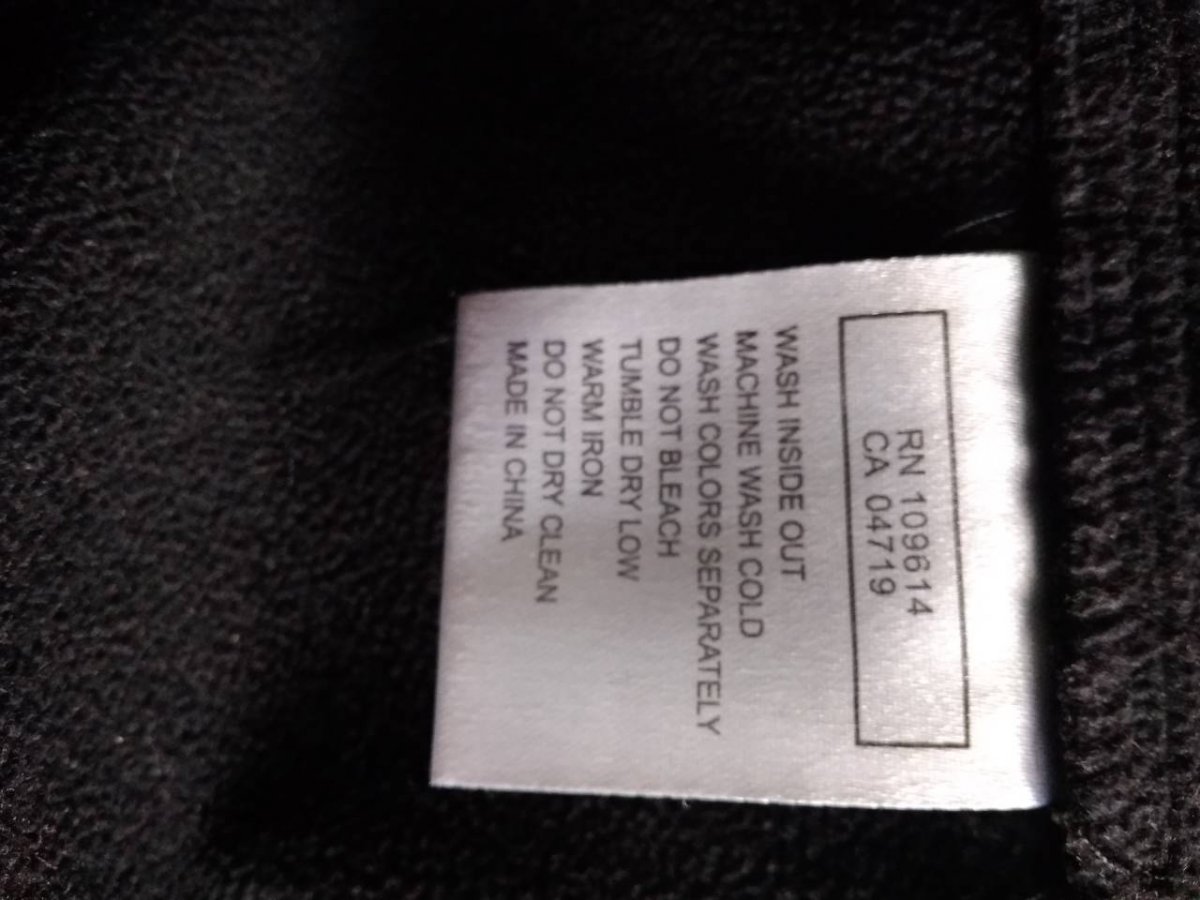 RN 109614
CA 04719
WASH INSIDE OUT
MACHINE WASH COLD
WASH COLORS SEPARATELY
DO NOT BLEACH
TUMBLE DRY LOW
WARM IRON
DO NOT DRY CLEAN
MADE IN CHINA